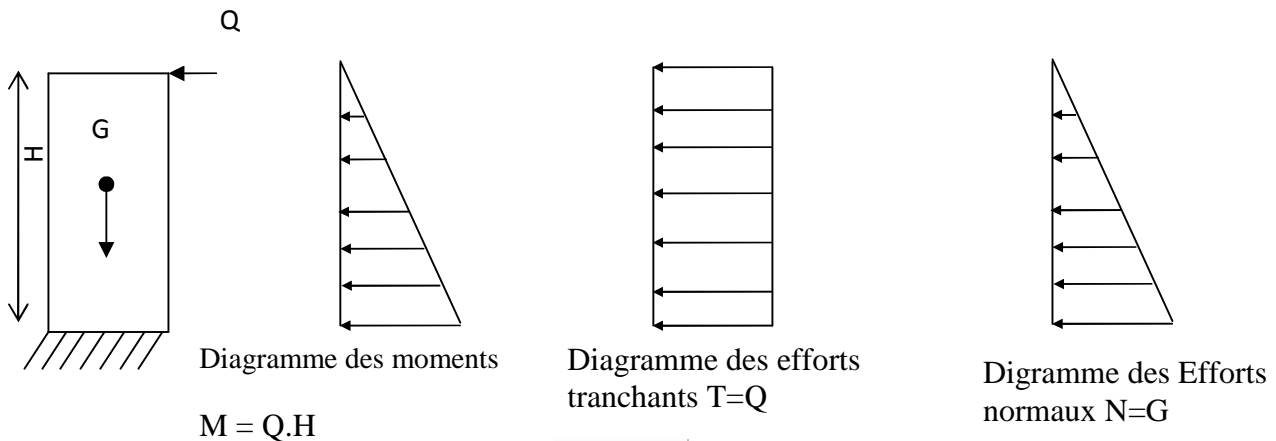 Q
G
H
Diagramme des moments
M = Q.H
Diagramme des efforts
tranchants T=Q
Digramme des Efforts
normaux N=G